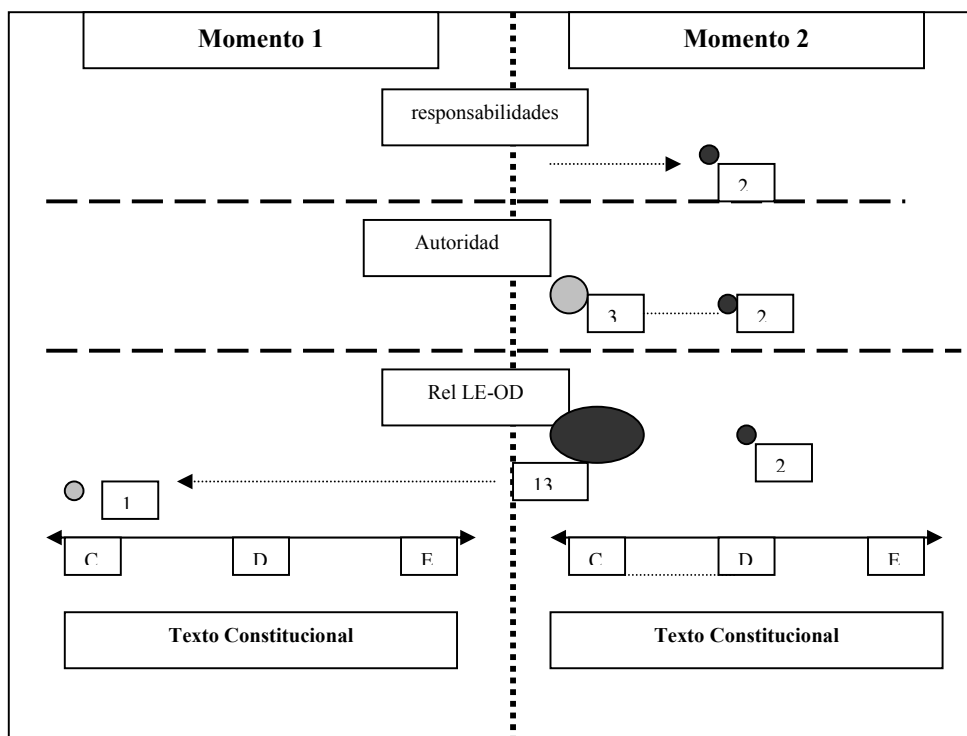 Momento 1
Momento 2
responsabilidades
2
Autoridad
3
2
Rel LE-OD
2
13
1
C
D
E
C
D
E
Texto Constitucional
Texto Constitucional